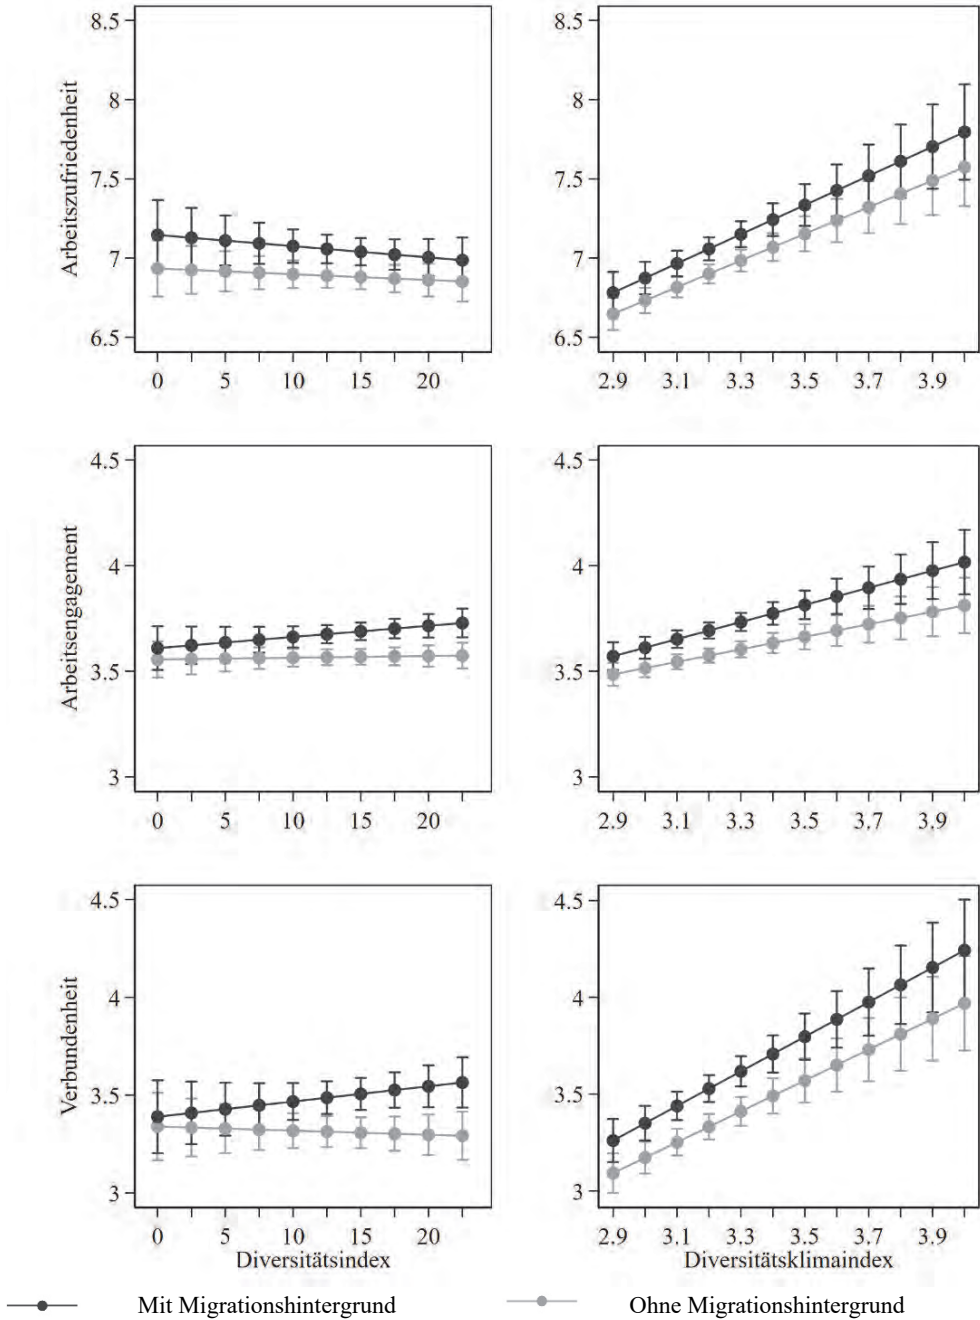 8.5
8
7.5
7
6.5
Arbeitszufriedenheit
0 5 10 15 20
8.5
8
7.5
7
6.5
2.9 3.1 3.3 3.5 3.7 3.9
4.5
4
3.5
3
Arbeitsengagement
0 5 10 15 20
4.5
4
3.5
3
2.9 3.1 3.3 3.5 3.7 3.9
4.5
4
3.5
3
Verbundenheit
0 5 10 15 20
Diversitätsindex
4.5
4
3.5
3
2.9 3.1 3.3 3.5 3.7 3.9
Diversitätsklimaindex
Mit Migrationshintergrund
Ohne Migrationshintergrund